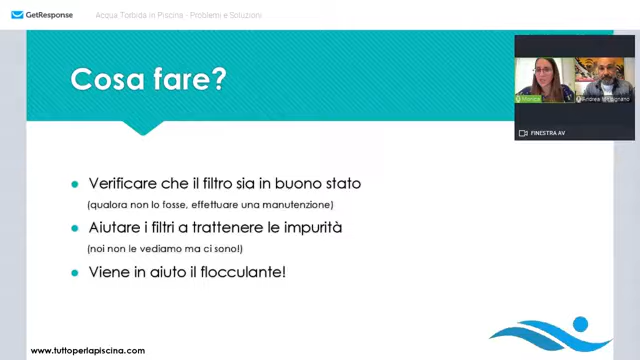 GetResponse
Acqua Torbida in Piscina - Problemi e Soluzioni
Cosa fare?
Monica
Andrea
FINESTRA AV
Verificare che il filtro sia in buono stato
(qualora non lo fosse, effettuare una manutenzione)
Aiutare i filtri a trattenere le impurità
(noi non le vediamo ma ci sono!)
Viene in aiuto il flocculante!
www.tuttoperlapiscina.com